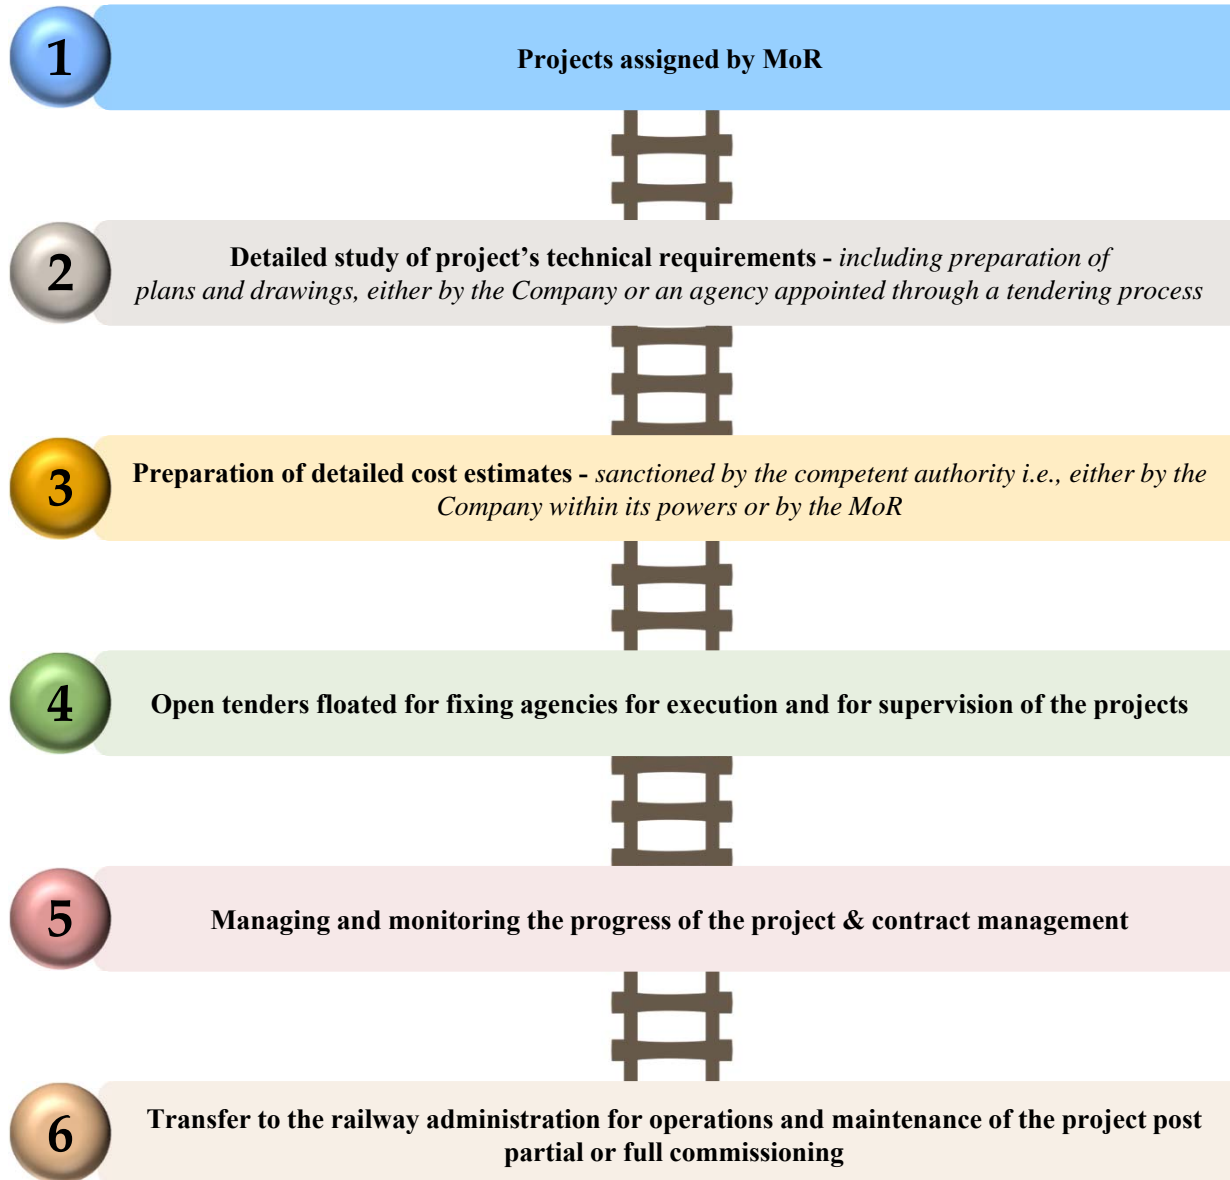 1
Projects assigned by MoR
2
Detailed study of project’s technical requirements - including preparation of
plans and drawings, either by the Company or an agency appointed through a tendering process
3
Preparation of detailed cost estimates - sanctioned by the competent authority i.e., either by the
Company within its powers or by the MoR
4
Open tenders floated for fixing agencies for execution and for supervision of the projects
5
Managing and monitoring the progress of the project & contract management
6
Transfer to the railway administration for operations and maintenance of the project post
partial or full commissioning